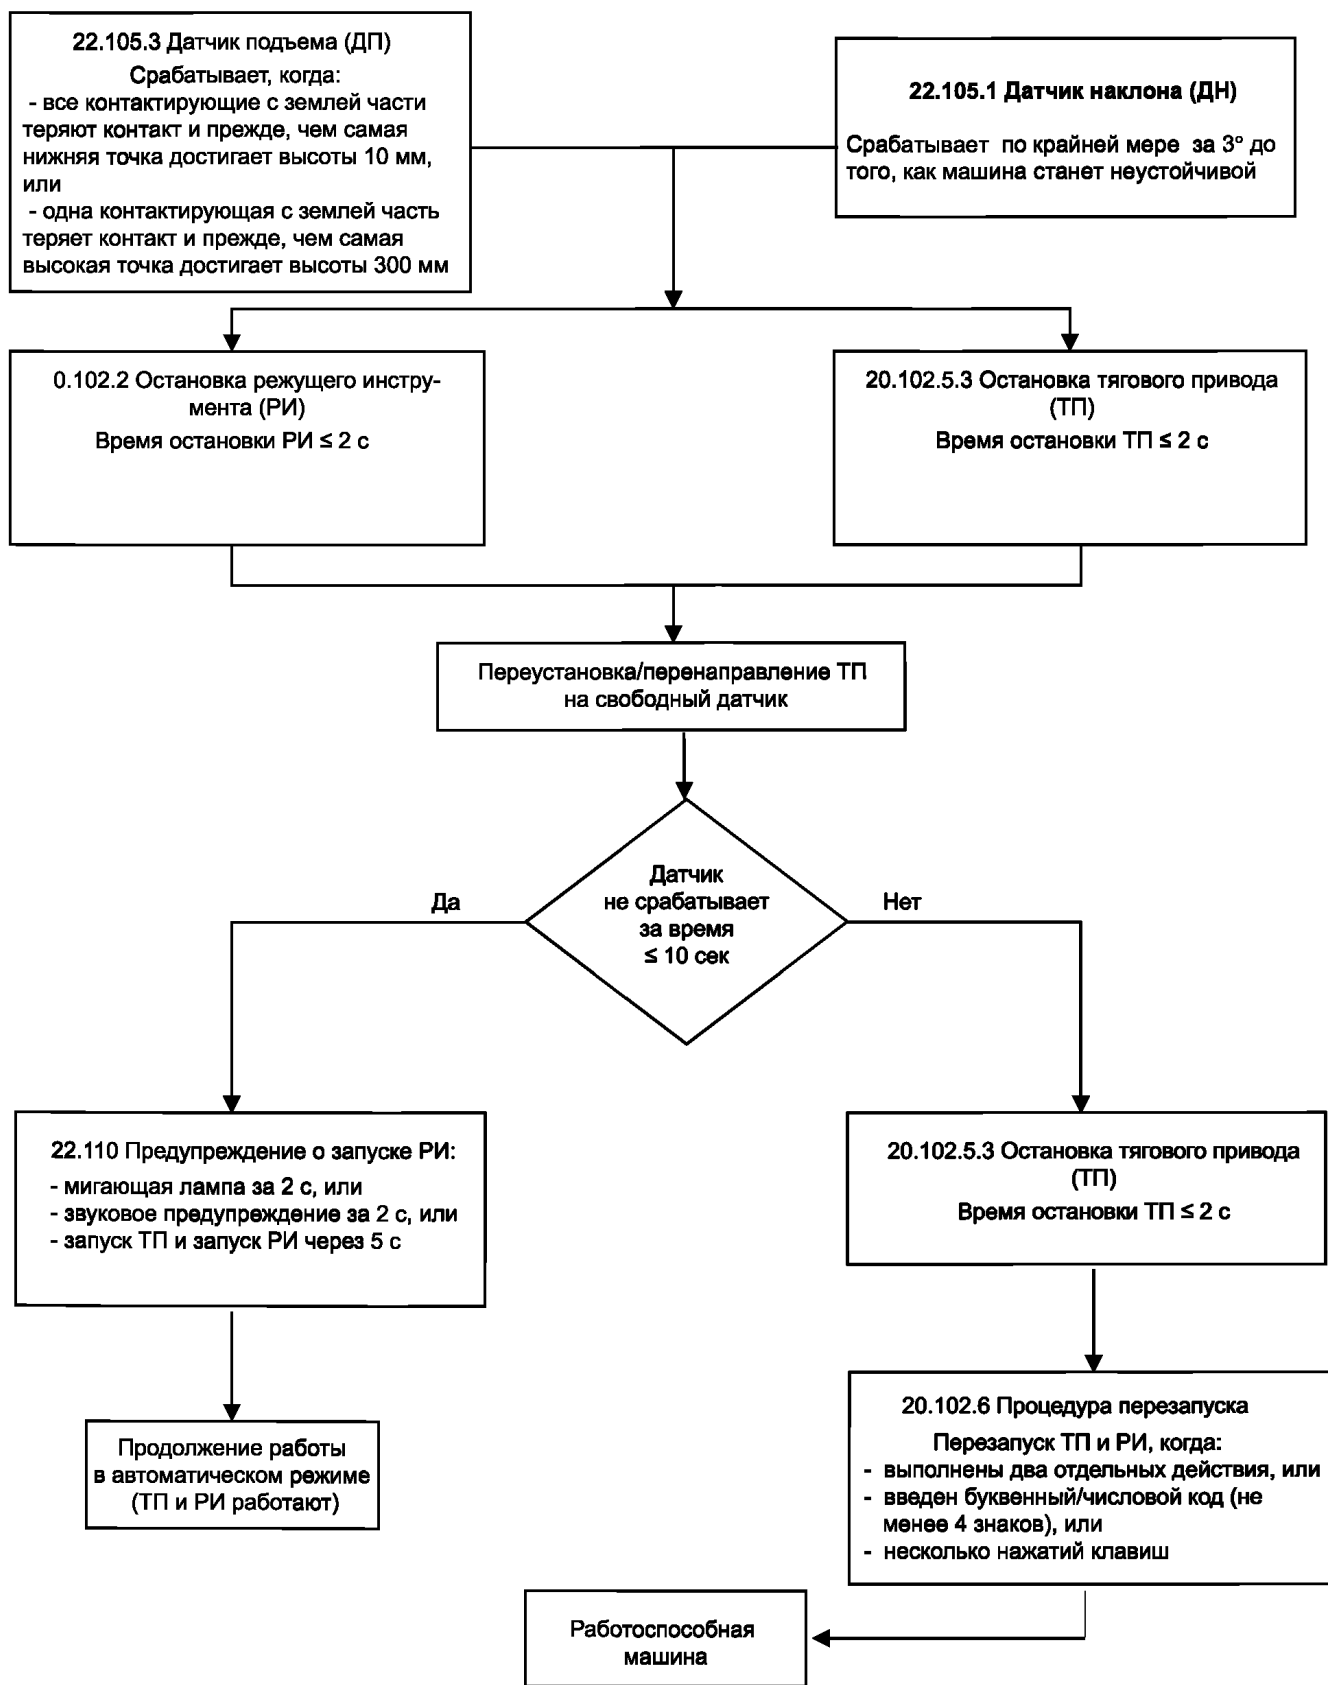 22.105.3 Датчик подъема (ДП)
Срабатывает, когда:
- все контактирующие с землей части
теряют контакт и прежде, чем самая
нижняя точка достигает высоты 10 мм,
или
- одна контактирующая с землей часть
теряет контакт и прежде, чем самая
высокая точка достигает высоты 300 мм
22.105.1 Датчик наклона (ДН)
Срабатывает по крайней мере за 3° до
того, как машина станет неустойчивой
0.102.2 Остановка режущего инстру-
мента (РИ)
Время остановки РИ ≤ 2 с
20.102.5.3 Остановка тягового привода
(ТП)
Время остановки ТП ≤ 2 с
Переустановка/перенаправление ТП
на свободный датчик
Датчик
не срабатывает
за время
≤ 10 сек
Да
Нет
22.110 Предупреждение о запуске РИ:
- мигающая лампа за 2 с, или
- звуковое предупреждение за 2 с, или
- запуск ТП и запуск РИ через 5 с
20.102.5.3 Остановка тягового привода
(ТП)
Время остановки ТП ≤ 2 с
Продолжение работы
в автоматическом режиме
(ТП и РИ работают)
20.102.6 Процедура перезапуска
Перезапуск ТП и РИ, когда:
- выполнены два отдельных действия, или
- введен буквенный/числовой код (не
менее 4 знаков), или
- несколько нажатий клавиш
Работоспособная
машина